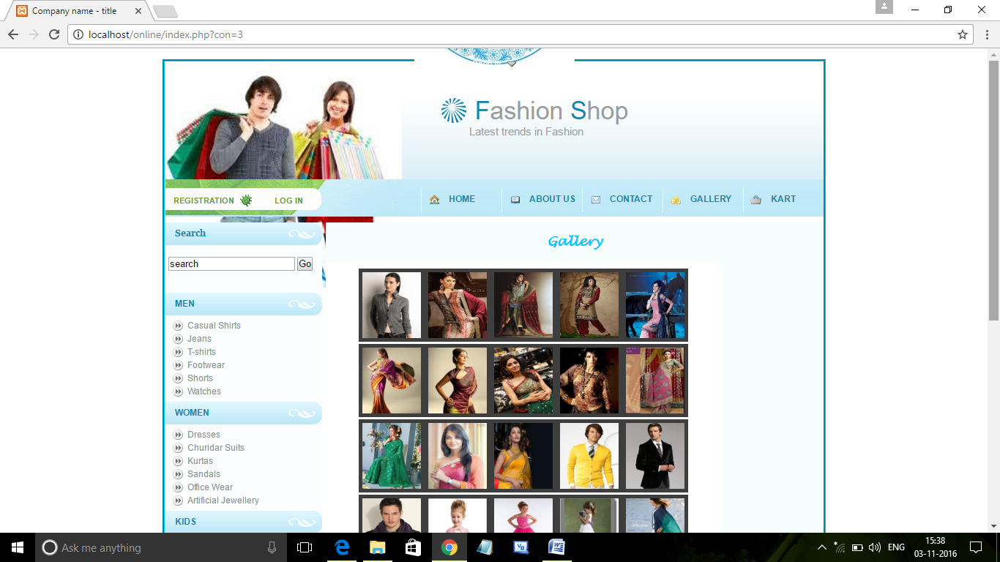 Company name - title
localhost/online/index.php?con=3
Fashion Shop
Latest trends in Fashion
REGISTRATION LOG IN HOME ABOUT US CONTACT GALLERY KART
Search
Gallery
search Go
MEN
Casual Shirts
Jeans
T-shirts
Footwear
Shorts
Watches
WOMEN
Dresses
Churidar Suits
Kurtas
Sandals
Office Wear
Artificial Jewellery
KIDS
Ask me anything
ENG
15:38
03-11-2016